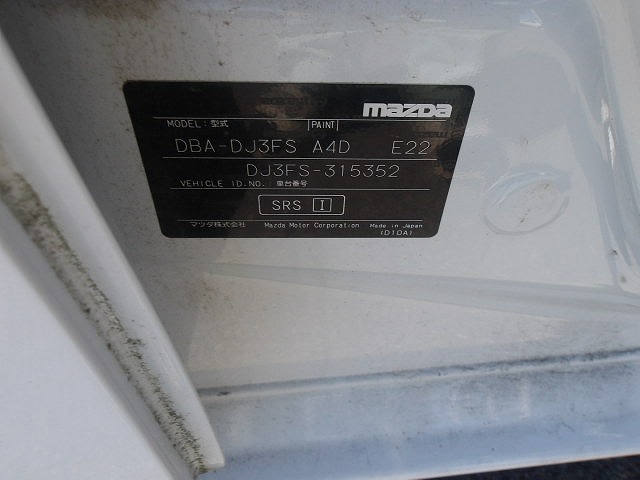 mazda
MODEL : 型式 PAINT
DBA-DJ3FS A4D E22
DJ3FS-315352
VEHICLE ID.NO. 車台番号
SRS I
マツダ株式会社 Mazda Motor Corporation Made in Japan
(D10A)